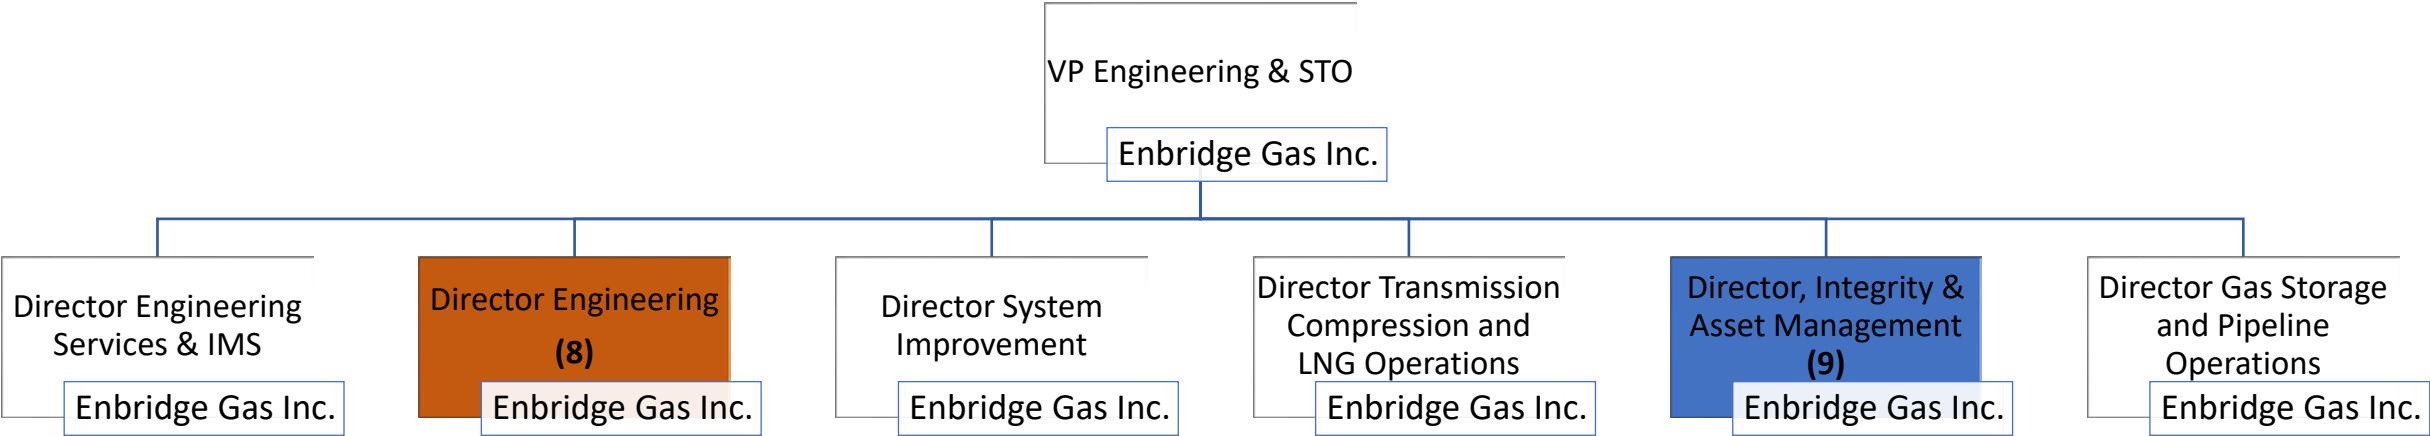 VP Engineering & STO
Enbridge Gas Inc.
Director Engineering
Services & IMS
Enbridge Gas Inc.
Director Engineering
(8)
Enbridge Gas Inc.
Director System
Improvement
Enbridge Gas Inc.
Director Transmission
Compression and
LNG Operations
Enbridge Gas Inc.
Director, Integrity &
Asset Management
(9)
Enbridge Gas Inc.
Director Gas Storage
and Pipeline
Operations
Enbridge Gas Inc.